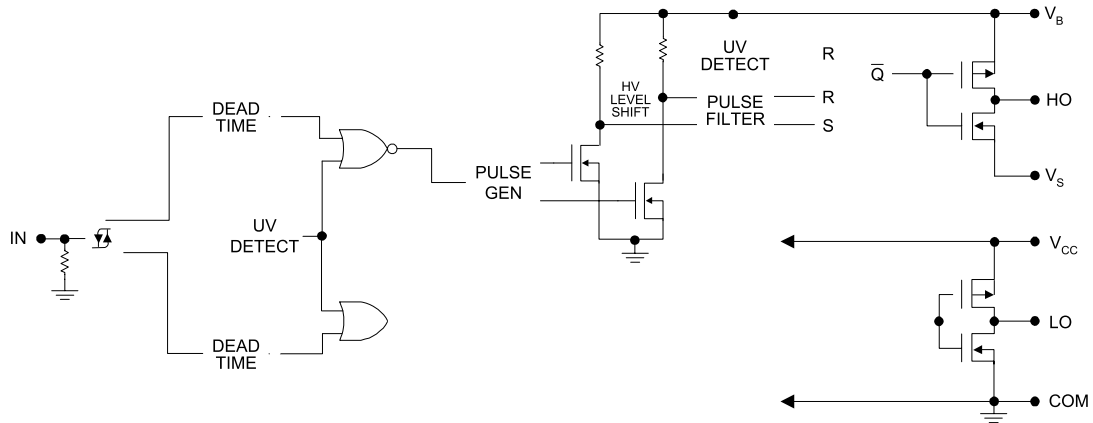 V_B
UV
DETECT
R
Q̅
HV
LEVEL
SHIFT
R
PULSE
FILTER
S
HO
DEAD
TIME
PULSE
GEN
V_S
IN
UV
DETECT
V_CC
LO
DEAD
TIME
COM